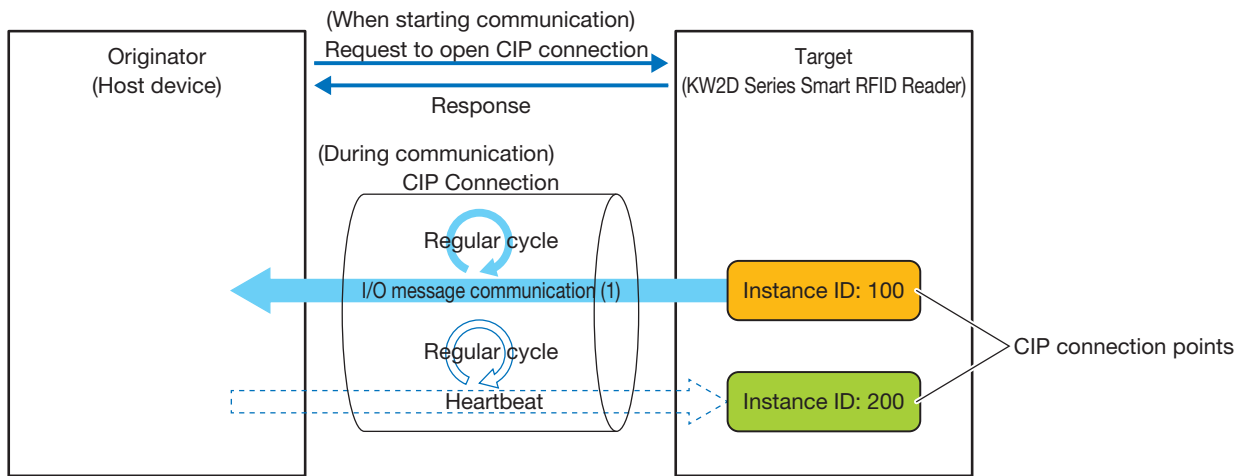 (When starting communication)
Request to open CIP connection
Originator
(Host device)
Target
(KW2D Series Smart RFID Reader)
Response
(During communication)
CIP Connection
Regular cycle
I/O message communication (1)
Instance ID: 100
Regular cycle
CIP connection points
Heartbeat
Instance ID: 200